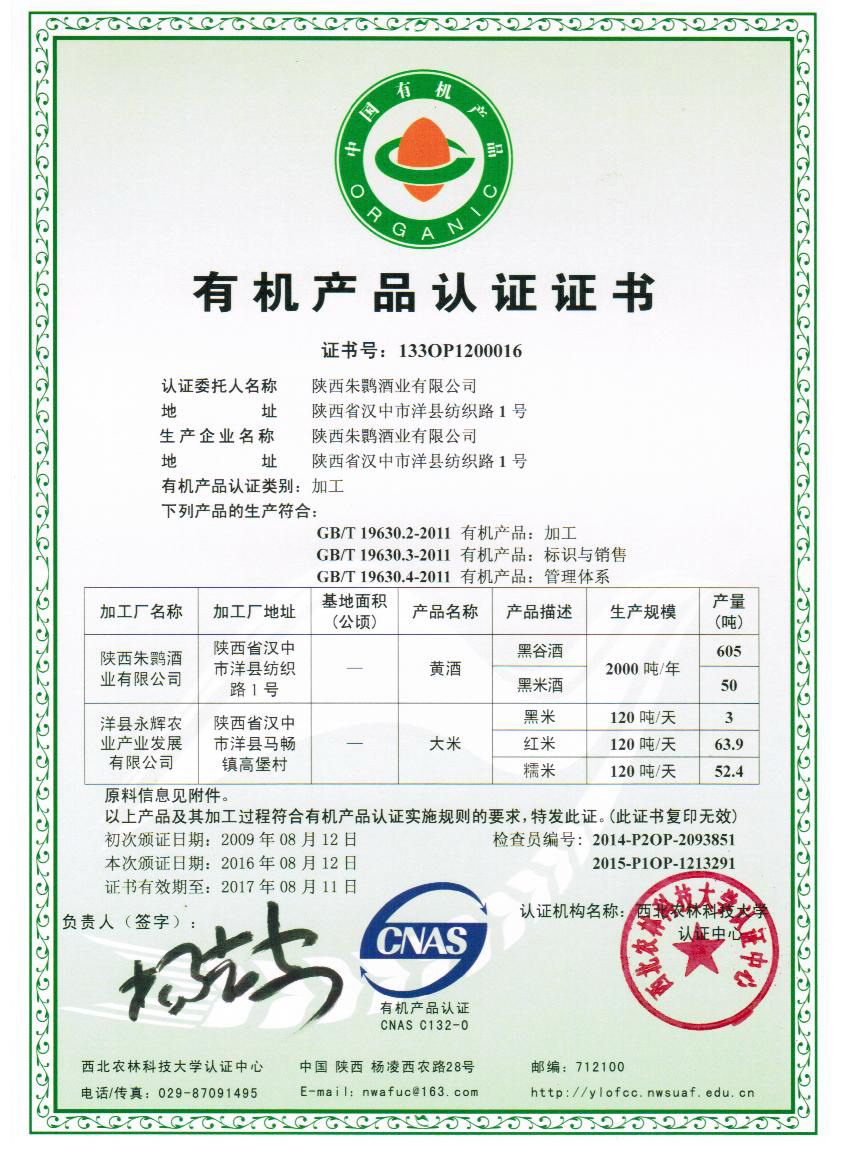 中国有机产品
ORGANIC
有机产品认证证书
证书号：133OP1200016
认证委托人名称 陕西朱鹮酒业有限公司
地 址 陕西省汉中市洋县纺织路1号
生产企业名称 陕西朱鹮酒业有限公司
地 址 陕西省汉中市洋县纺织路1号
有机产品认证类别：加工
下列产品的生产符合：
GB/T 19630.2-2011 有机产品：加工
GB/T 19630.3-2011 有机产品：标识与销售
GB/T 19630.4-2011 有机产品：管理体系
加工厂名称 加工厂地址 基地面积（公顷） 产品名称 产品描述 生产规模 产量（吨）
陕西朱鹮酒业有限公司 陕西省汉中市洋县纺织路1号 — 黄酒 黑谷酒 2000吨/年 605
黑米酒 50
洋县永辉农业产业发展有限公司 陕西省汉中市洋县马畅镇高堡村 — 大米 黑米 120吨/天 3
红米 120吨/天 63.9
糯米 120吨/天 52.4
原料信息见附件。
以上产品及其加工过程符合有机产品认证实施规则的要求，特发此证。（此证书复印无效）
初次颁证日期：2009年08月12日 检查员编号：2014-P2OP-2093851
本次颁证日期：2016年08月12日 2015-P1OP-1213291
证书有效期至：2017年08月11日
负责人（签字）：
认证机构名称：西北农林科技大学
认证中心
西北农林科技大学认证中心
CNAS
有机产品认证
CNAS C132-O
西北农林科技大学认证中心 中国 陕西 杨凌西农路28号 邮编：712100
电话/传真：029-87091495 E-mail：nwafuc@163.com http://ylofcc.nwsuaf.edu.cn